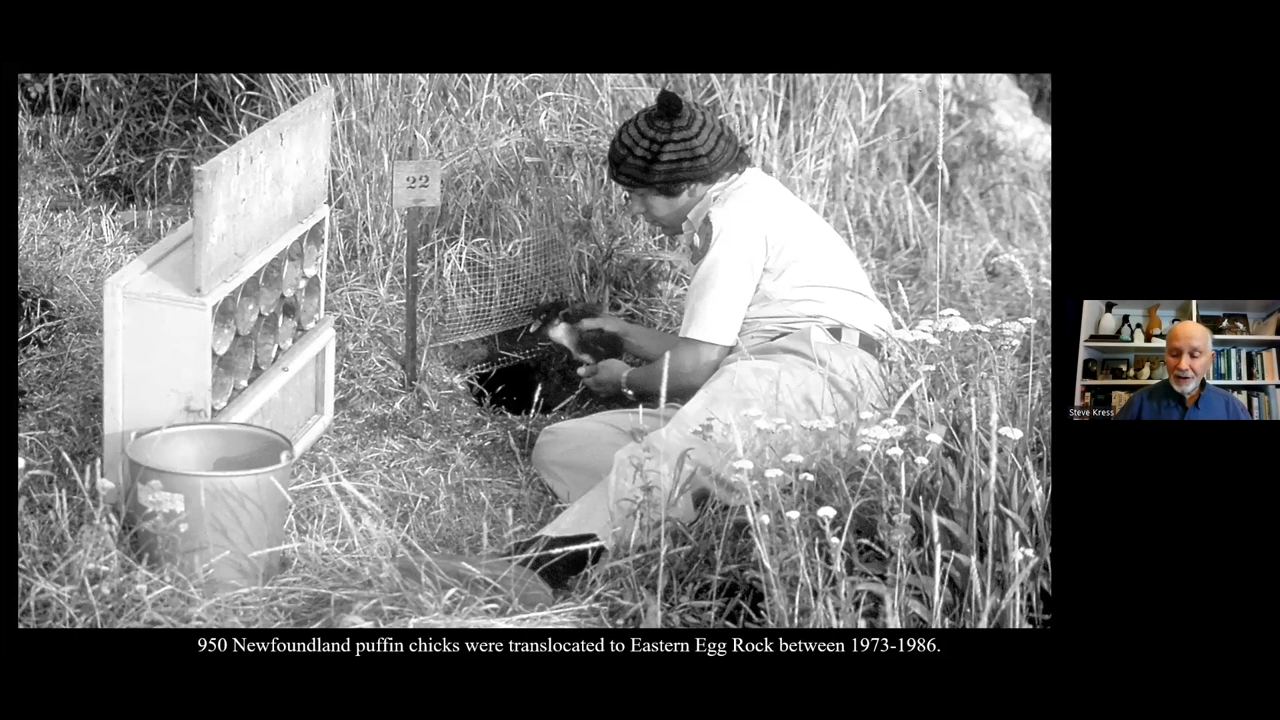 22
Steve Kress
950 Newfoundland puffin chicks were translocated to Eastern Egg Rock between 1973-1986.